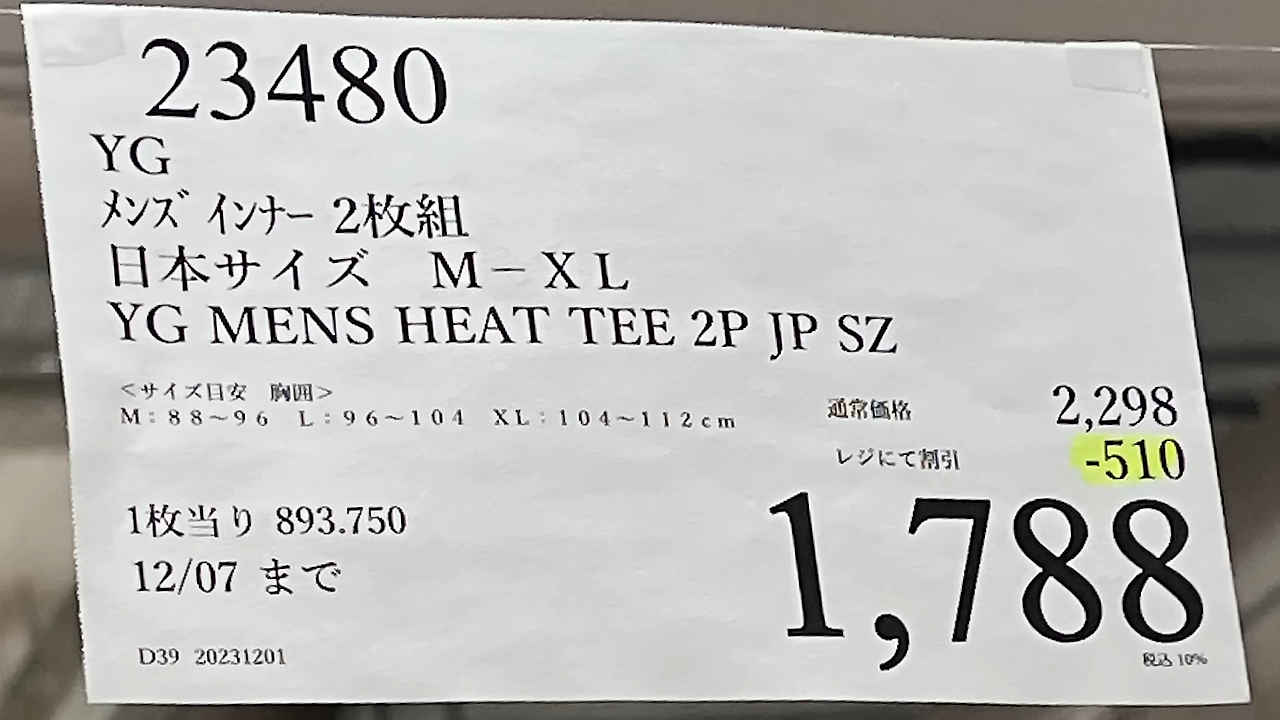 23480
YG
ﾒﾝｽﾞ ｲﾝﾅｰ 2枚組
日本サイズ　Ｍ－ＸＬ
YG MENS HEAT TEE 2P JP SZ
＜サイズ目安　胸囲＞
Ｍ：８８～９６　Ｌ：９６～１０４　ＸＬ：１０４～１１２ｃｍ
通常価格 2,298
レジにて割引 -510
1,788
税込 10%
1枚当り 893.750
12/07 まで
D39 20231201